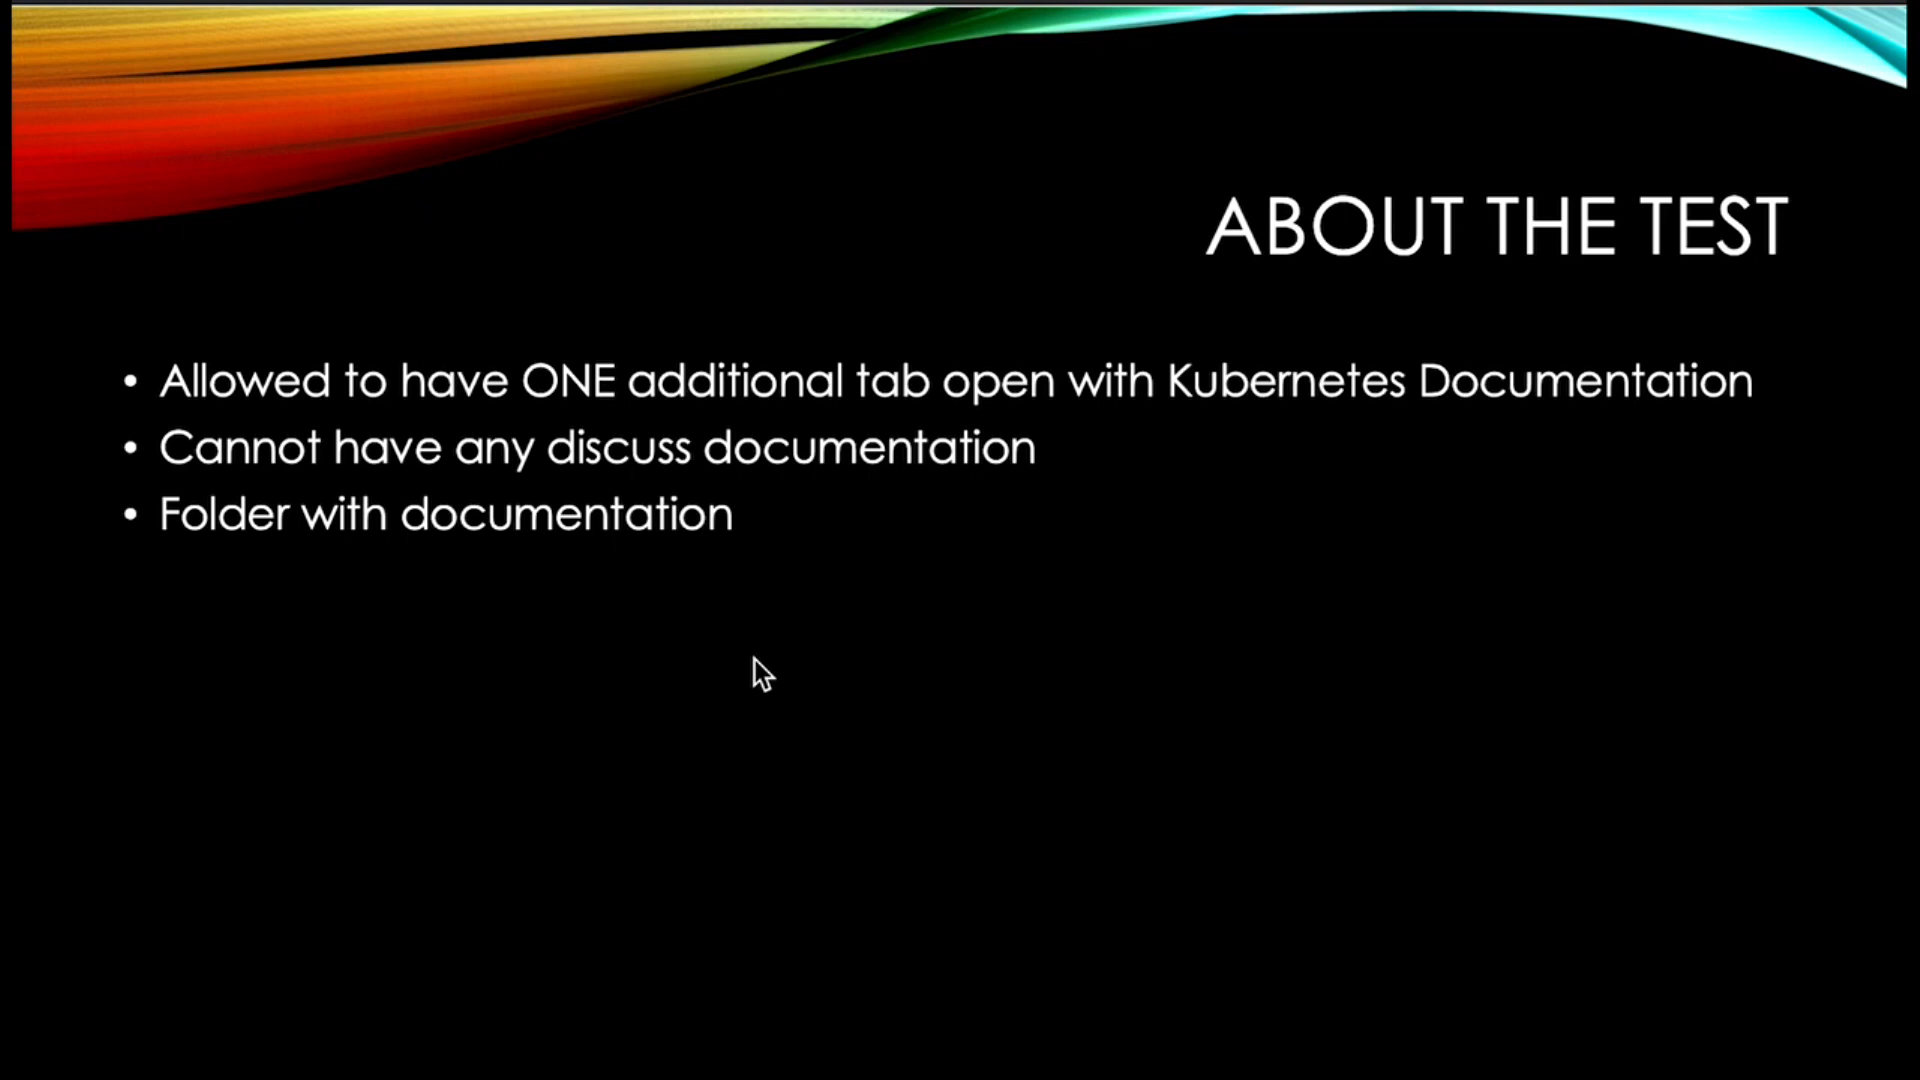 ABOUT THE TEST
• Allowed to have ONE additional tab open with Kubernetes Documentation
• Cannot have any discuss documentation
• Folder with documentation